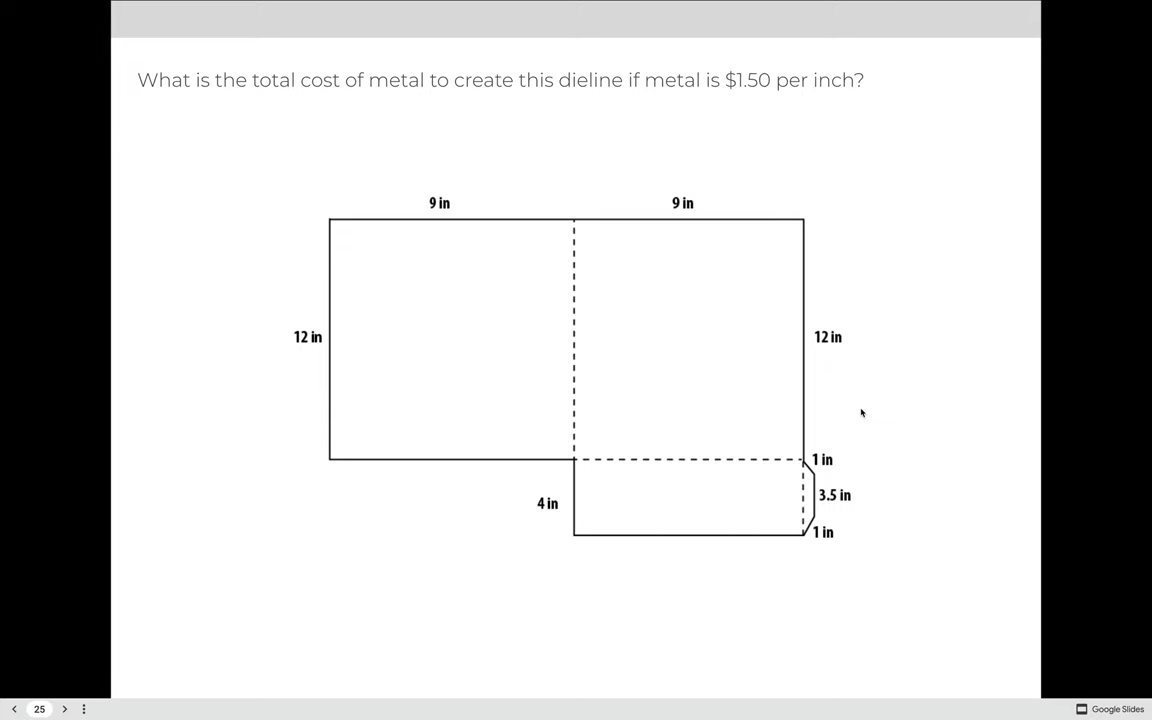 What is the total cost of metal to create this dieline if metal is $1.50 per inch?
9 in
9 in
12 in
12 in
1 in
3.5 in
4 in
1 in
25
Google Slides